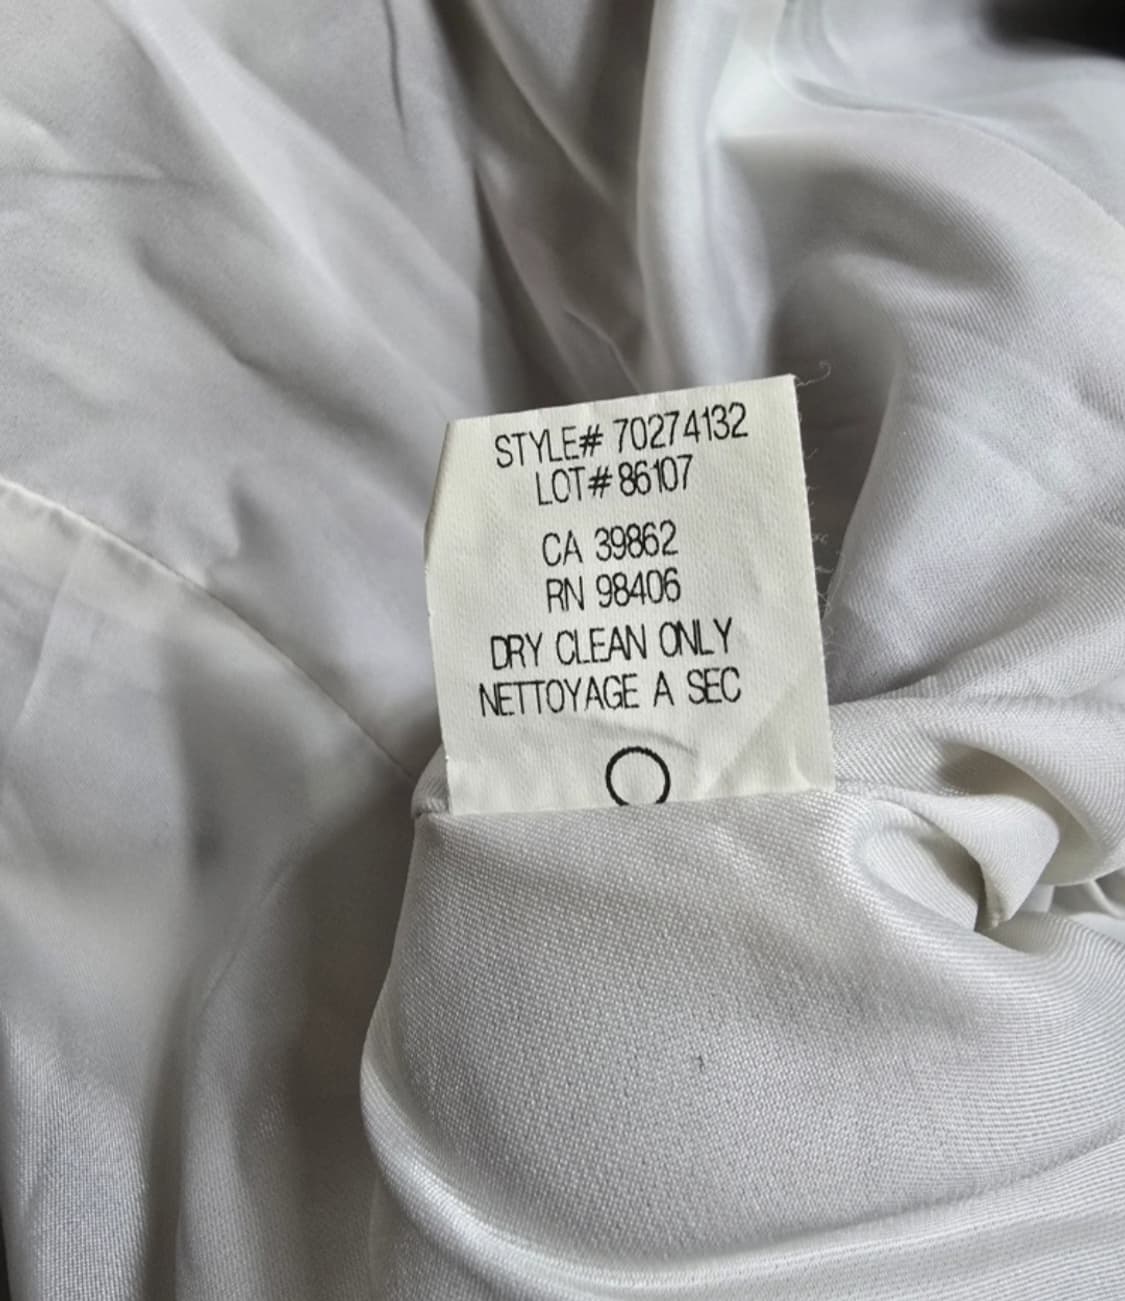 STYLE# 70274132
LOT# 86107
CA 39862
RN 98406
DRY CLEAN ONLY
NETTOYAGE A SEC